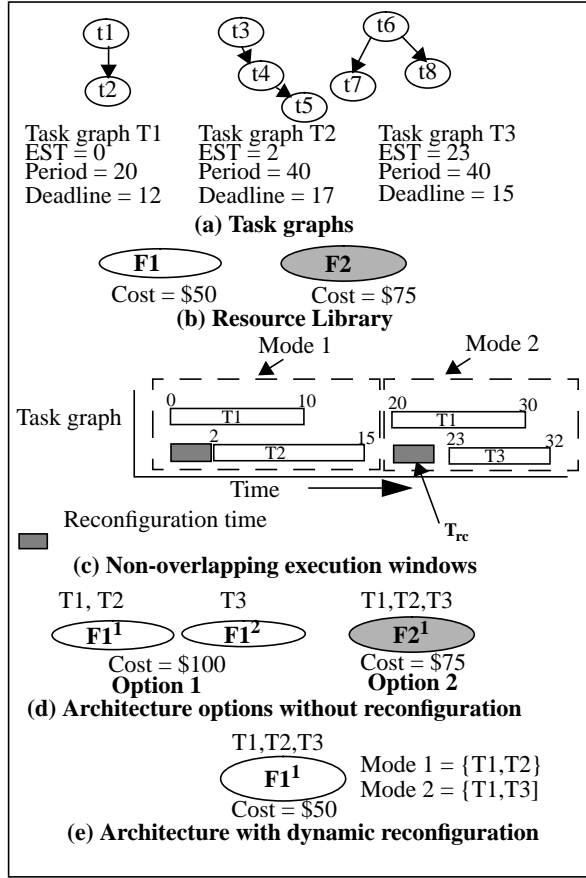 t1
t3
t6
t2
t4
t5
t7
t8
Task graph T1
EST = 0
Period = 20
Deadline = 12
Task graph T2
EST = 2
Period = 40
Deadline = 17
Task graph T3
EST = 23
Period = 40
Deadline = 15
(a) Task graphs
F1
F2
Cost = $50
Cost = $75
(b) Resource Library
Mode 1
Mode 2
Task graph
0
10
T1
2
15
T2
20
30
T1
23
32
T3
Time
Trc
Reconfiguration time
(c) Non-overlapping execution windows
T1, T2
T3
T1,T2,T3
F1¹
F1²
F2¹
Cost = $100
Cost = $75
Option 1
Option 2
(d) Architecture options without reconfiguration
T1,T2,T3
F1¹
Mode 1 = {T1,T2}
Mode 2 = {T1,T3]
Cost = $50
(e) Architecture with dynamic reconfiguration